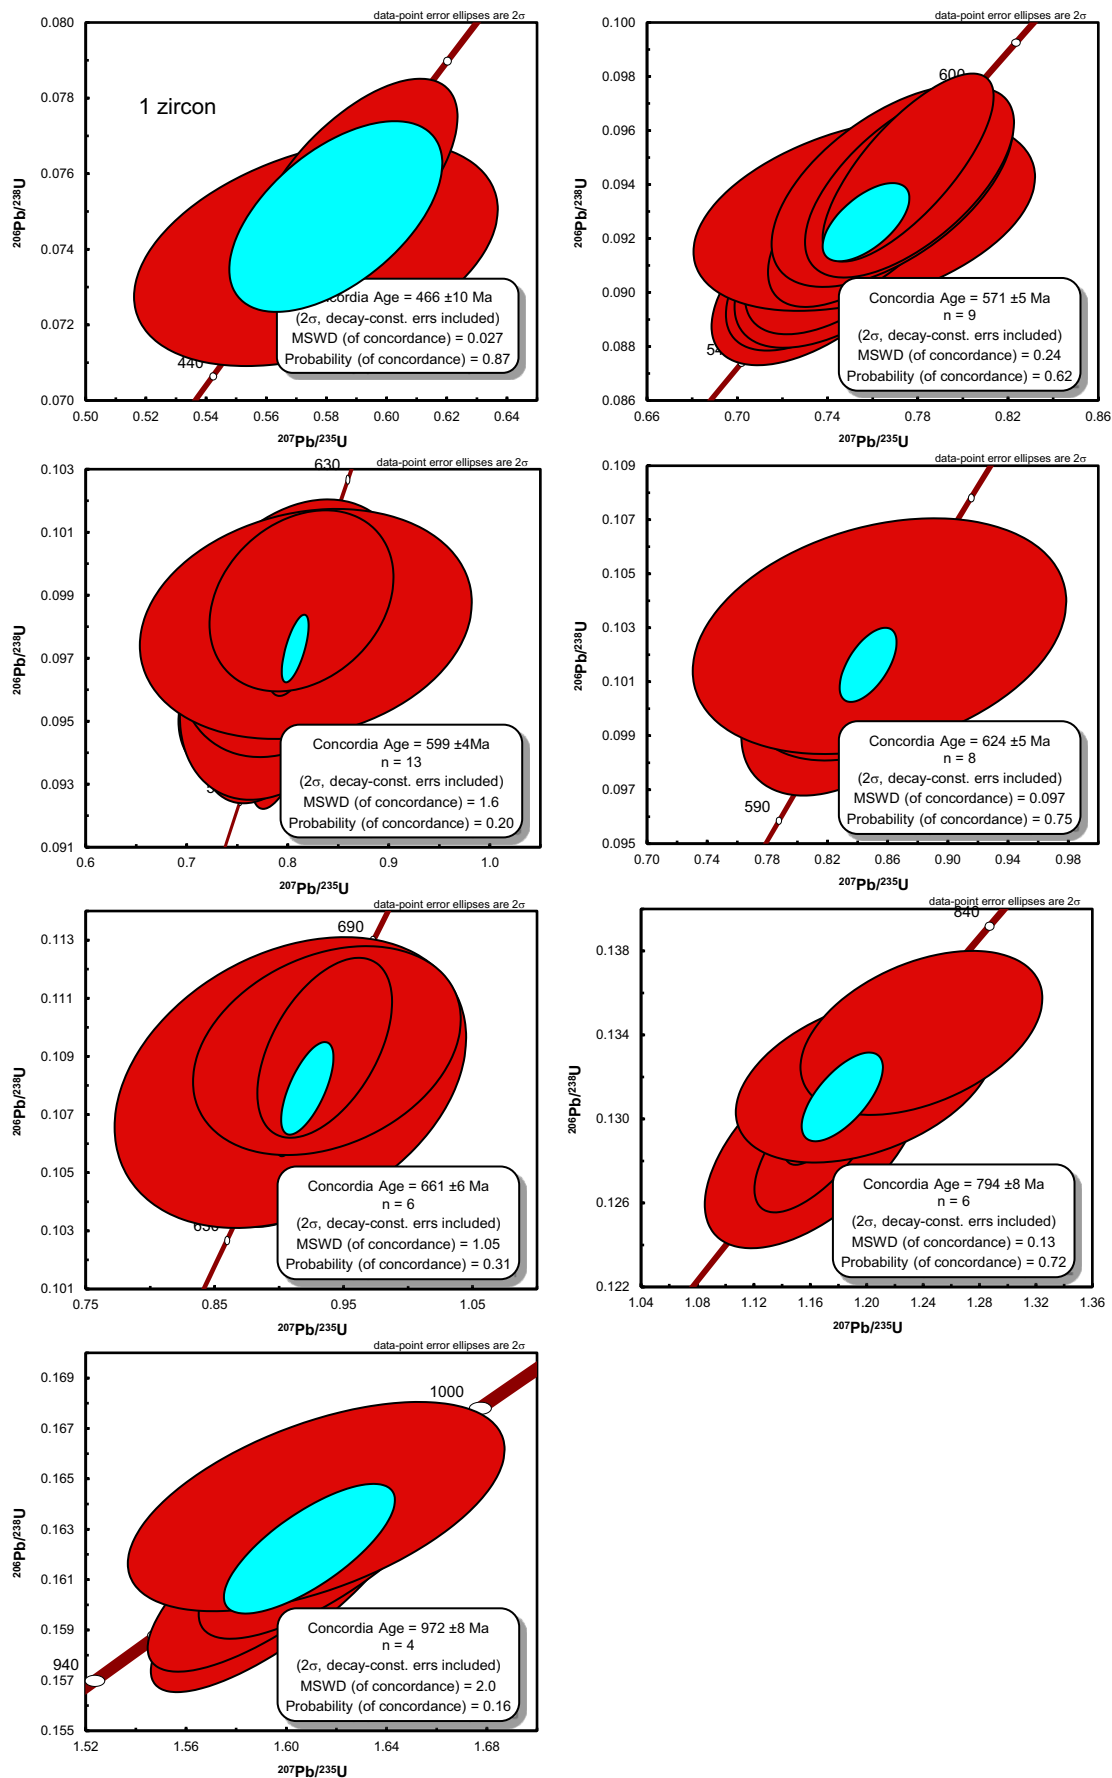 data-point error ellipses are 2σ
0.080
0.078
0.076
0.074
0.072
0.070
206Pb/238U
1 zircon
440
Concordia Age = 466 ±10 Ma
(2σ, decay-const. errs included)
MSWD (of concordance) = 0.027
Probability (of concordance) = 0.87
0.50 0.52 0.54 0.56 0.58 0.60 0.62 0.64
207Pb/235U
data-point error ellipses are 2σ
0.100
0.098
0.096
0.094
0.092
0.090
0.088
0.086
206Pb/238U
600
Concordia Age = 571 ±5 Ma
n = 9
(2σ, decay-const. errs included)
MSWD (of concordance) = 0.24
Probability (of concordance) = 0.62
0.66 0.70 0.74 0.78 0.82 0.86
207Pb/235U
data-point error ellipses are 2σ
0.103
0.101
0.099
0.097
0.095
0.093
0.091
206Pb/238U
630
Concordia Age = 599 ±4Ma
n = 13
(2σ, decay-const. errs included)
MSWD (of concordance) = 1.6
Probability (of concordance) = 0.20
0.6 0.7 0.8 0.9 1.0
207Pb/235U
data-point error ellipses are 2σ
0.109
0.107
0.105
0.103
0.101
0.099
0.097
0.095
206Pb/238U
590
Concordia Age = 624 ±5 Ma
n = 8
(2σ, decay-const. errs included)
MSWD (of concordance) = 0.097
Probability (of concordance) = 0.75
0.70 0.74 0.78 0.82 0.86 0.90 0.94 0.98
207Pb/235U
data-point error ellipses are 2σ
0.113
0.111
0.109
0.107
0.105
0.103
0.101
206Pb/238U
690
630
Concordia Age = 661 ±6 Ma
n = 6
(2σ, decay-const. errs included)
MSWD (of concordance) = 1.05
Probability (of concordance) = 0.31
0.75 0.85 0.95 1.05
207Pb/235U
data-point error ellipses are 2σ
0.138
0.134
0.130
0.126
0.122
206Pb/238U
840
Concordia Age = 794 ±8 Ma
n = 6
(2σ, decay-const. errs included)
MSWD (of concordance) = 0.13
Probability (of concordance) = 0.72
1.04 1.08 1.12 1.16 1.20 1.24 1.28 1.32 1.36
207Pb/235U
data-point error ellipses are 2σ
0.169
0.167
0.165
0.163
0.161
0.159
0.157
0.155
206Pb/238U
1000
940
Concordia Age = 972 ±8 Ma
n = 4
(2σ, decay-const. errs included)
MSWD (of concordance) = 2.0
Probability (of concordance) = 0.16
1.52 1.56 1.60 1.64 1.68
207Pb/235U